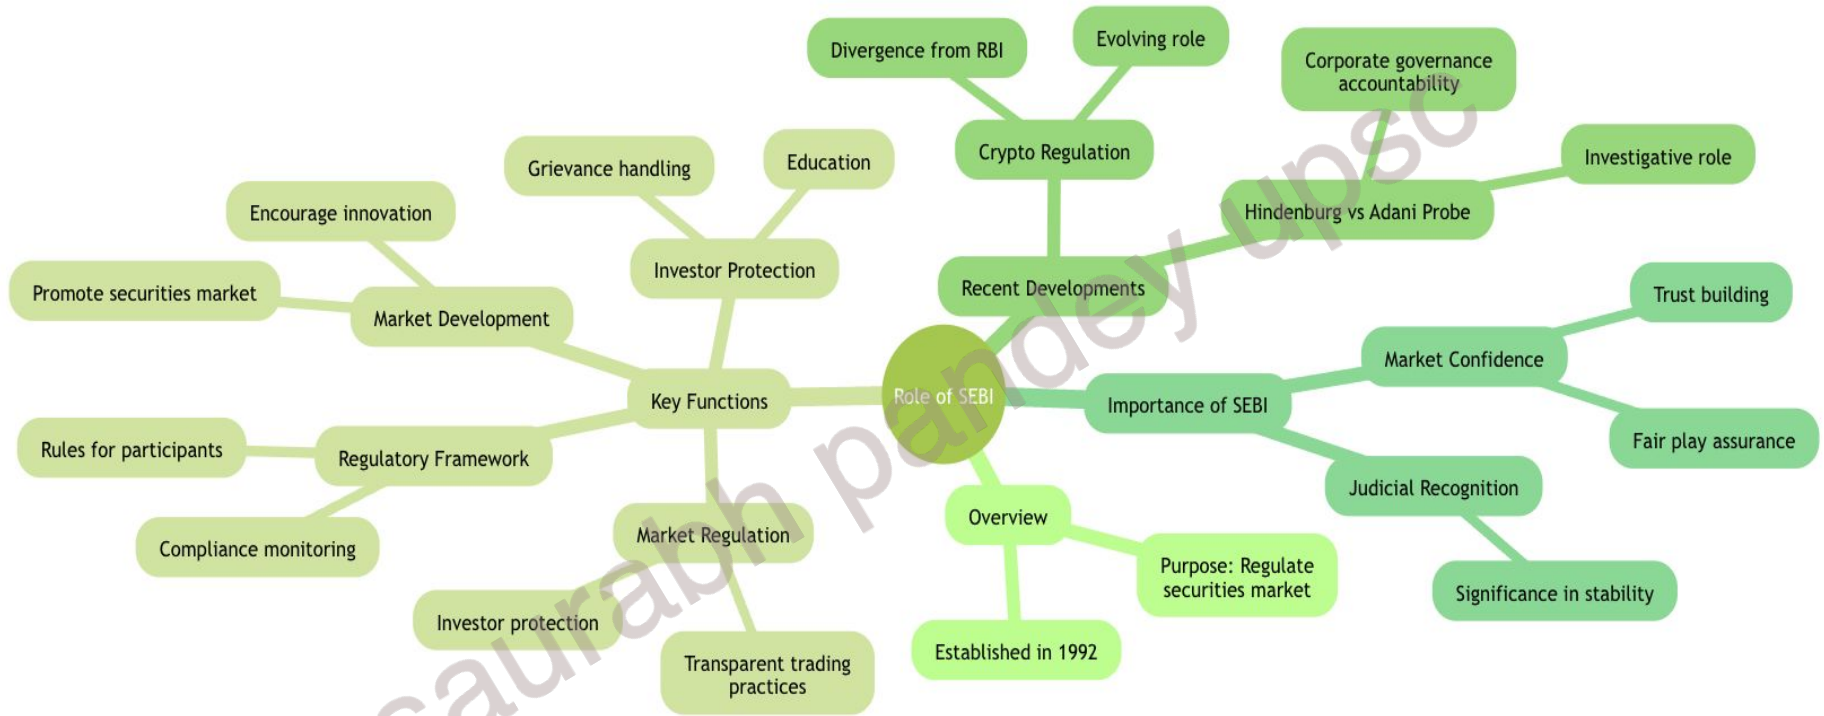 Divergence from RBI
Evolving role
Corporate governance
accountability
Crypto Regulation
Investigative role
Grievance handling
Education
Hindenburg vs Adani Probe
Encourage innovation
Investor Protection
Recent Developments
Promote securities market
Market Development
Trust building
Market Confidence
Key Functions
Role of SEBI
Importance of SEBI
Fair play assurance
Rules for participants
Regulatory Framework
Judicial Recognition
Overview
Market Regulation
Compliance monitoring
Purpose: Regulate
securities market
Significance in stability
Investor protection
Established in 1992
Transparent trading
practices
saurabh pandey upsc